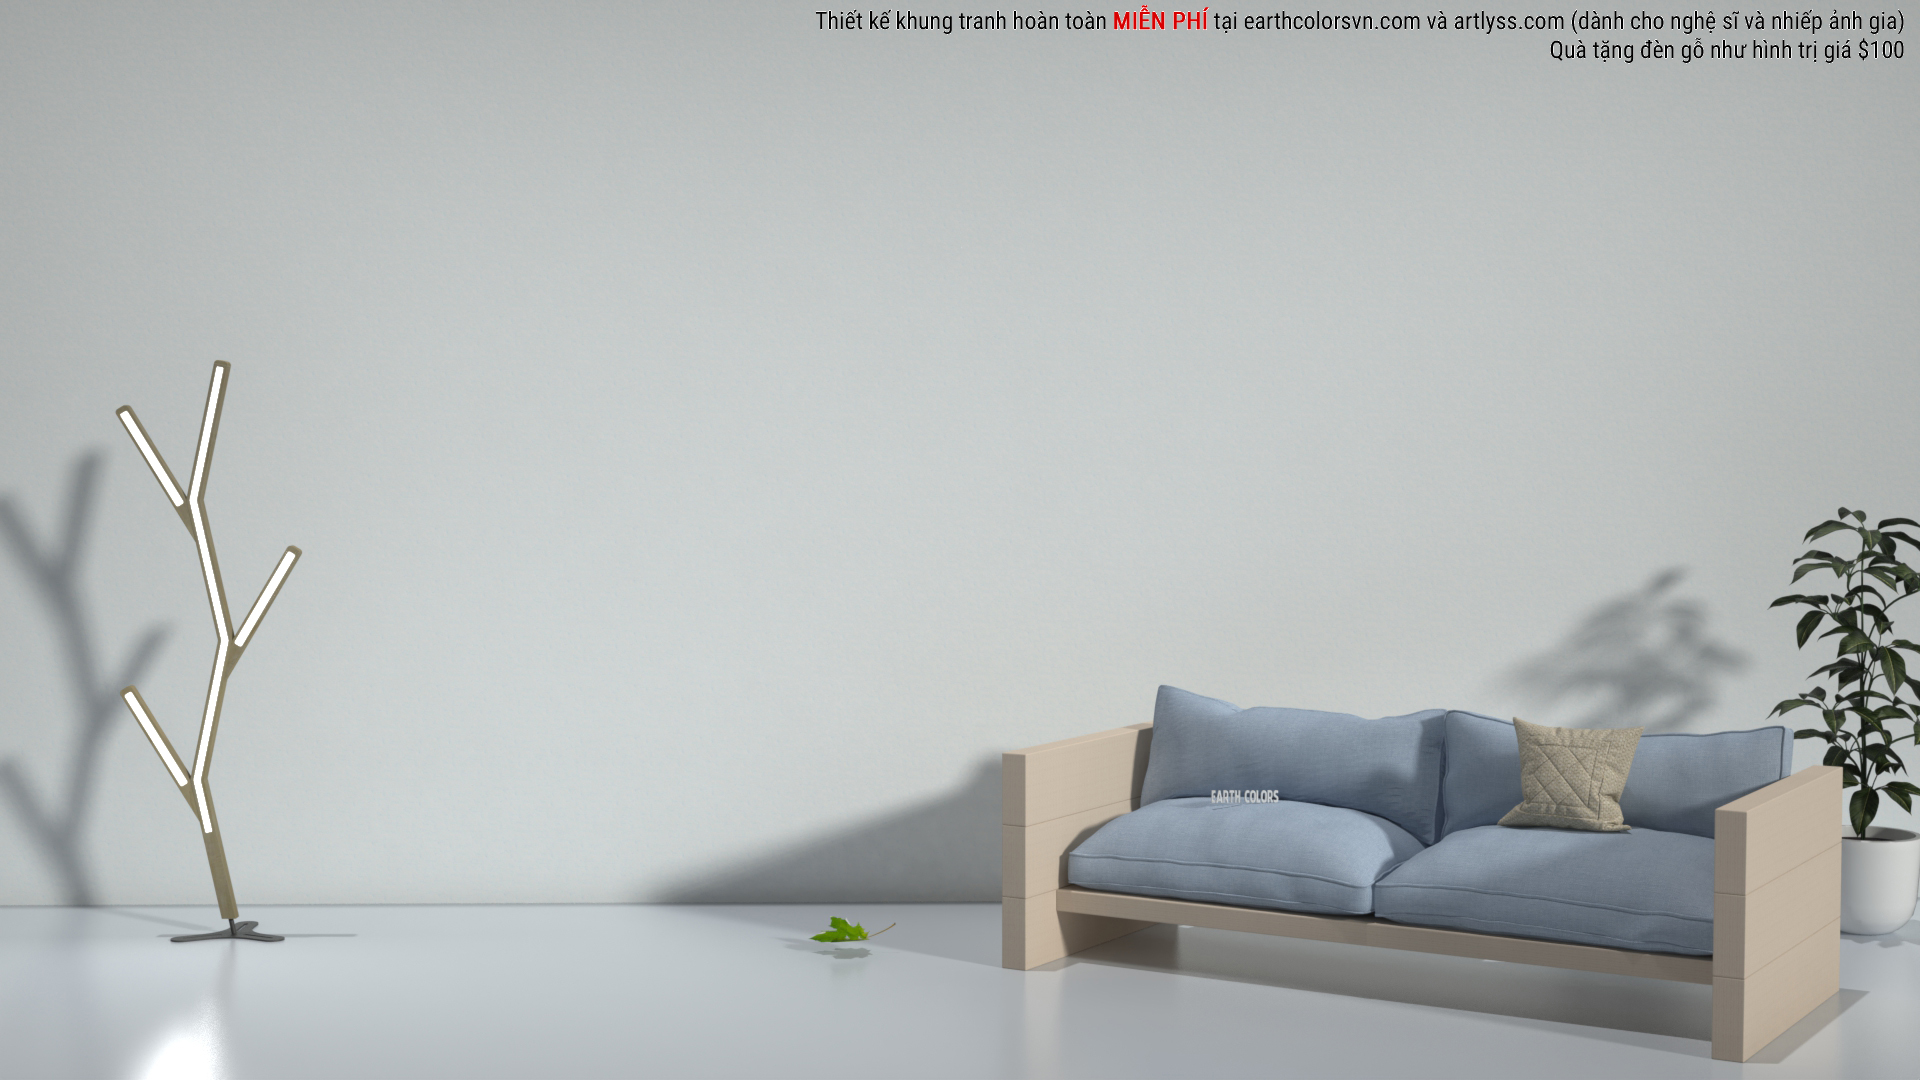 Thiết kế khung tranh hoàn toàn MIỄN PHÍ tại earthcolorsvn.com và artlyss.com (dành cho nghệ sĩ và nhiếp ảnh gia)
Quà tặng đèn gỗ như hình trị giá $100
EARTH COLORS